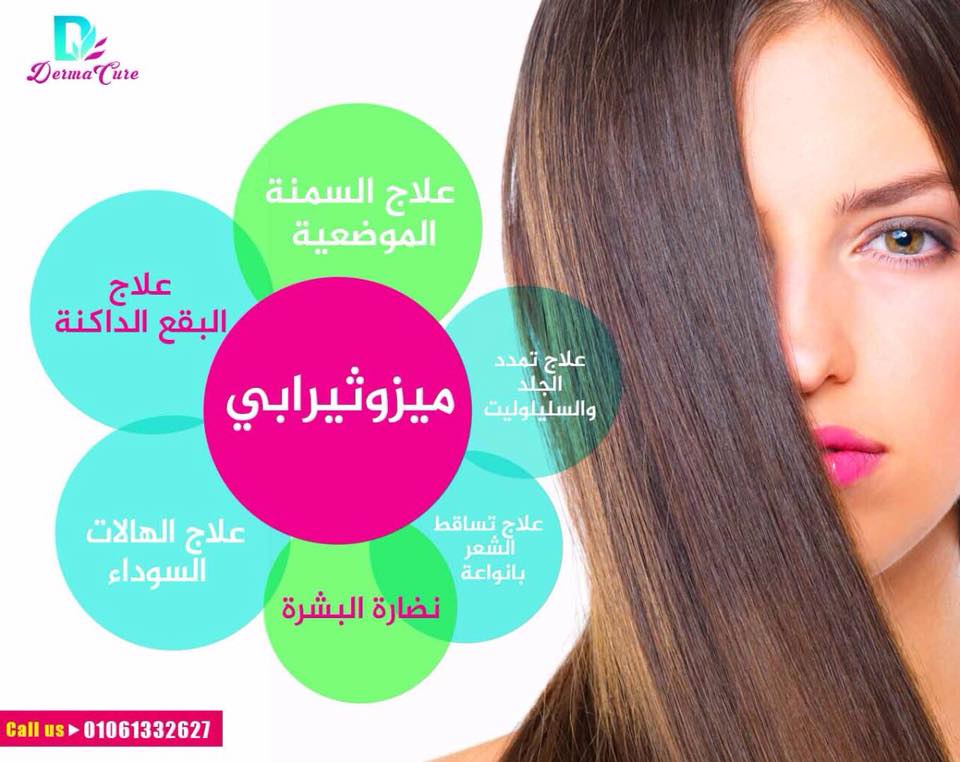 DermaCure
علاج السمنة
الموضعية
علاج
البقع الداكنة
ميزوثيرابي
علاج تمدد
الجلد
والسليلوليت
علاج الهالات
السوداء
علاج تساقط
الشعر
بانواعة
نضارة البشرة
Call us 01061332627